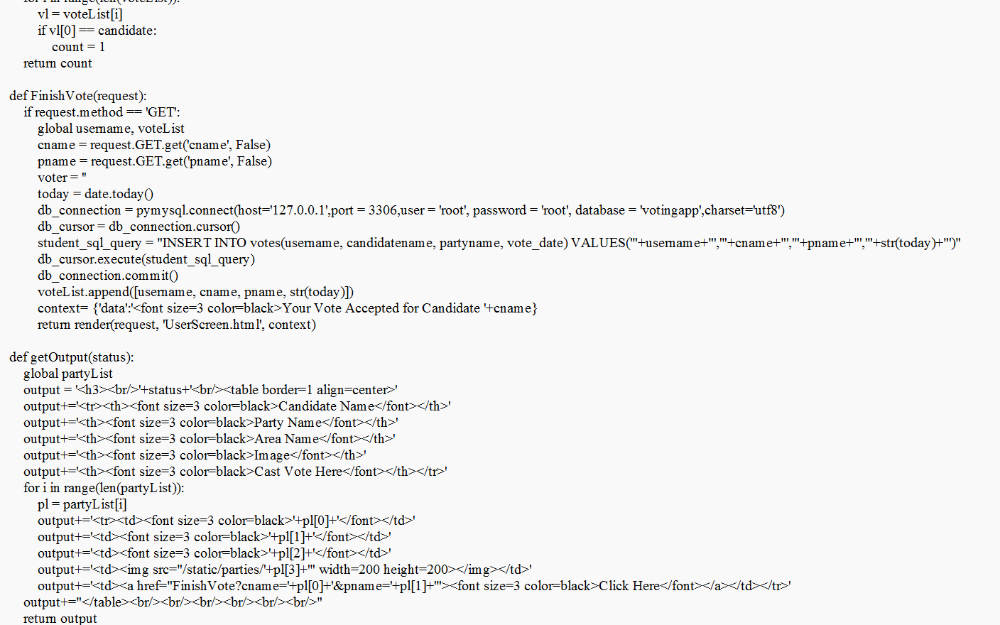 for i in range(len(voteList)):
vl = voteList[i]
if vl[0] == candidate:
count = 1
return count
def FinishVote(request):
if request.method == 'GET':
global username, voteList
cname = request.GET.get('cname', False)
pname = request.GET.get('pname', False)
voter = ''
today = date.today()
db_connection = pymysql.connect(host='127.0.0.1',port = 3306,user = 'root', password = 'root', database = 'votingapp',charset='utf8')
db_cursor = db_connection.cursor()
student_sql_query = "INSERT INTO votes(username, candidatename, partyname, vote_date) VALUES('"+username+"','"+cname+"','"+pname+"','"+str(today)+"')"
db_cursor.execute(student_sql_query)
db_connection.commit()
voteList.append([username, cname, pname, str(today)])
context= {'data':'<font size=3 color=black>Your Vote Accepted for Candidate '+cname}
return render(request, 'UserScreen.html', context)
def getOutput(status):
global partyList
output = '<h3><br/>'+status+'<br/><table border=1 align=center>'
output+='<tr><th><font size=3 color=black>Candidate Name</font></th>'
output+='<th><font size=3 color=black>Party Name</font></th>'
output+='<th><font size=3 color=black>Area Name</font></th>'
output+='<th><font size=3 color=black>Image</font></th>'
output+='<th><font size=3 color=black>Cast Vote Here</font></th></tr>'
for i in range(len(partyList)):
pl = partyList[i]
output+='<tr><td><font size=3 color=black>'+pl[0]+'</font></td>'
output+='<td><font size=3 color=black>'+pl[1]+'</font></td>'
output+='<td><font size=3 color=black>'+pl[2]+'</font></td>'
output+='<td><img src="/static/parties/'+pl[3]+'" width=200 height=200></img></td>'
output+='<td><a href="FinishVote?cname='+pl[0]+'&pname='+pl[1]+'"><font size=3 color=black>Click Here</font></a></td></tr>'
output+="</table><br/><br/><br/><br/><br/><br/>"
return output